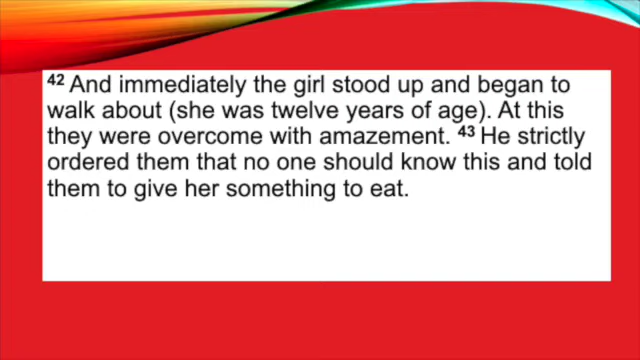 42 And immediately the girl stood up and began to
walk about (she was twelve years of age). At this
they were overcome with amazement. 43 He strictly
ordered them that no one should know this and told
them to give her something to eat.